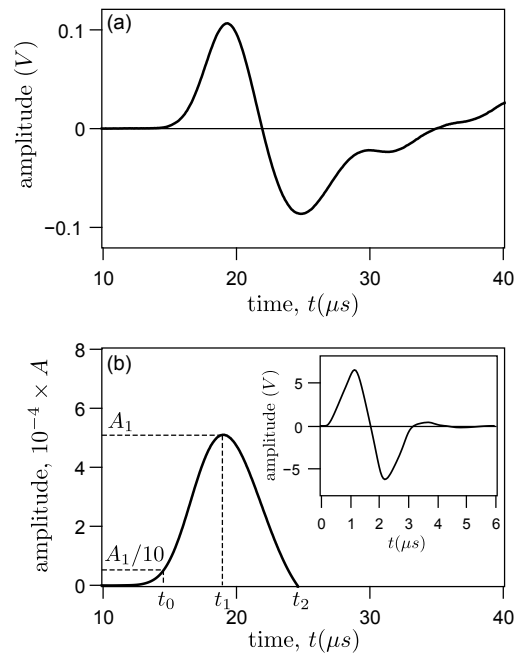 (a)
0.1
0
−0.1
amplitude (V)
10 20 30 40
time, t(μs)
(b)
8
6
4
2
0
amplitude, 10⁻⁴ × A
A₁
A₁/10
t₀ t₁ t₂
10 20 30 40
time, t(μs)
5
0
−5
amplitude (V)
0 1 2 3 4 5 6
t(μs)